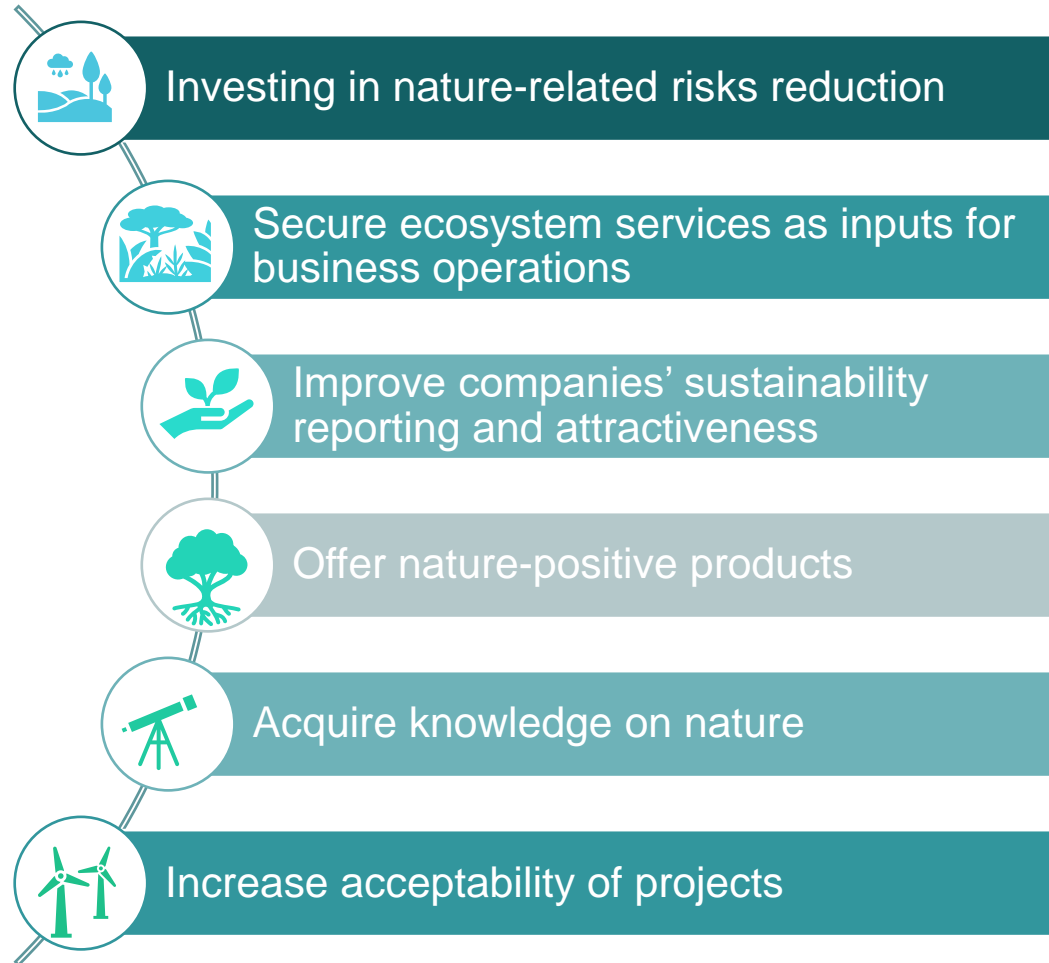 Investing in nature-related risks reduction
Secure ecosystem services as inputs for
business operations
Improve companies’ sustainability
reporting and attractiveness
Offer nature-positive products
Acquire knowledge on nature
Increase acceptability of projects